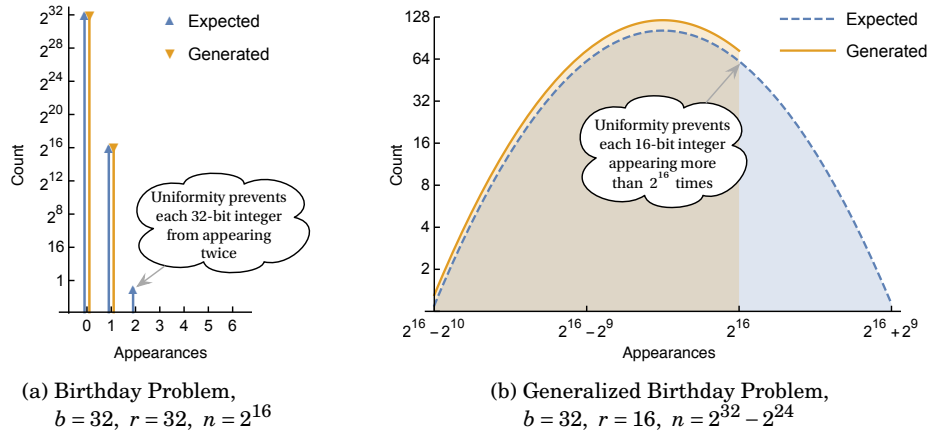 2^32
2^28
2^24
2^20
2^16
2^12
2^8
16
1
Count
0 1 2 3 4 5 6
Appearances
Expected
Generated
Uniformity prevents
each 32-bit integer
from appearing
twice
(a) Birthday Problem,
b = 32, r = 32, n = 2^16
128
64
32
16
8
4
2
1
Count
2^16 − 2^10 2^16 − 2^9 2^16 2^16 + 2^9
Appearances
Expected
Generated
Uniformity prevents
each 16-bit integer
appearing more
than 2^16 times
(b) Generalized Birthday Problem,
b = 32, r = 16, n = 2^32 − 2^24